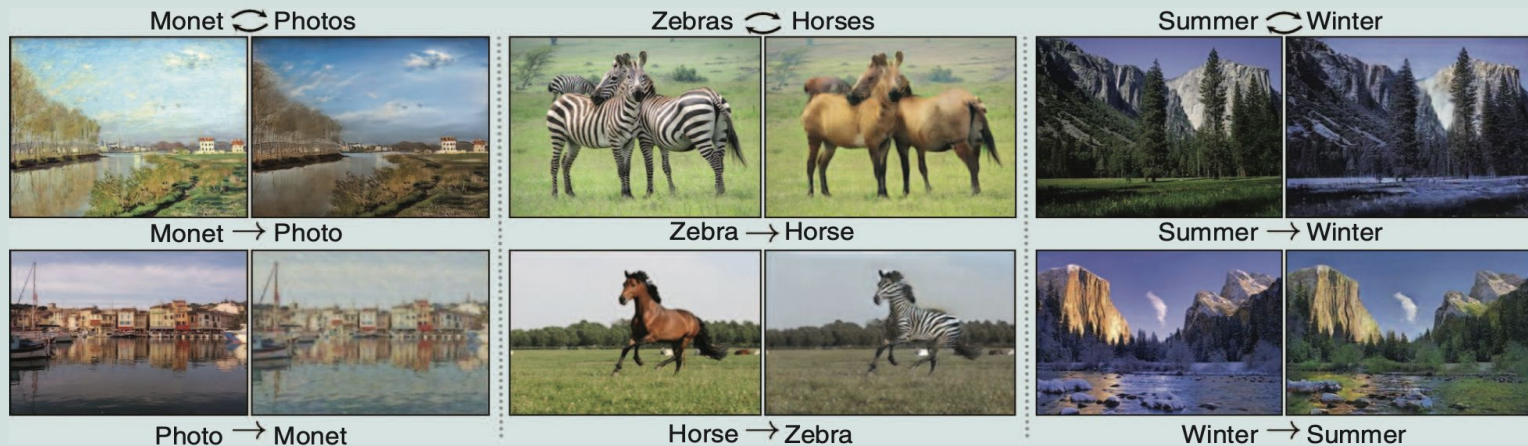 Monet ⇄ Photos
Zebras ⇄ Horses
Summer ⇄ Winter
Monet → Photo
Zebra → Horse
Summer → Winter
Photo → Monet
Horse → Zebra
Winter → Summer